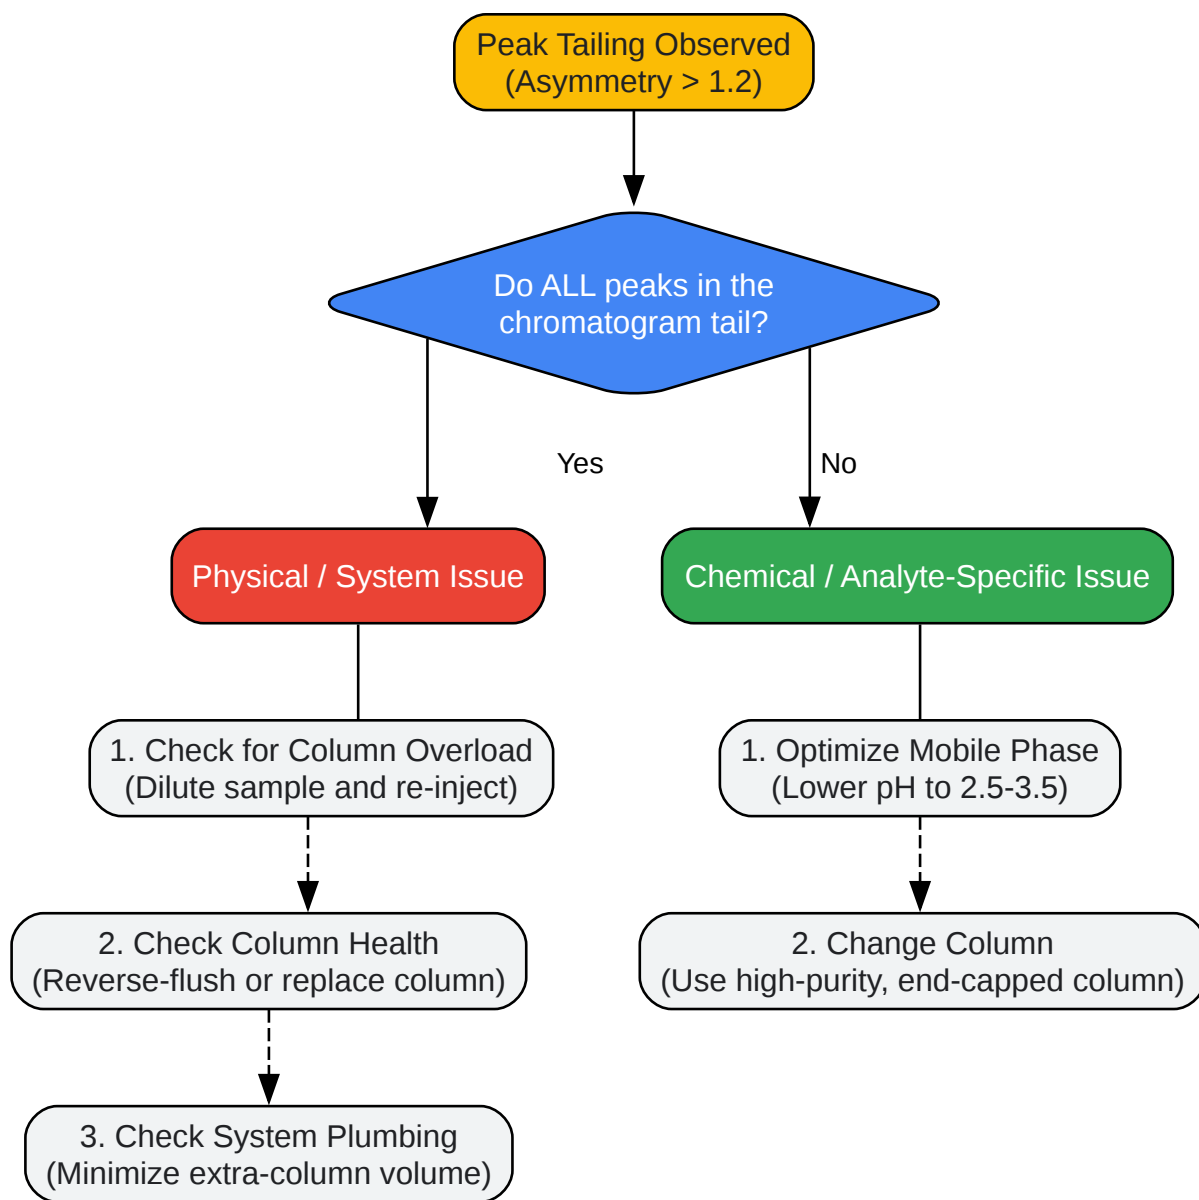 Peak Tailing Observed
(Asymmetry > 1.2)
Do ALL peaks in the
chromatogram tail?
Yes
No
Physical / System Issue
Chemical / Analyte-Specific Issue
1. Check for Column Overload
(Dilute sample and re-inject)
1. Optimize Mobile Phase
(Lower pH to 2.5-3.5)
2. Check Column Health
(Reverse-flush or replace column)
2. Change Column
(Use high-purity, end-capped column)
3. Check System Plumbing
(Minimize extra-column volume)